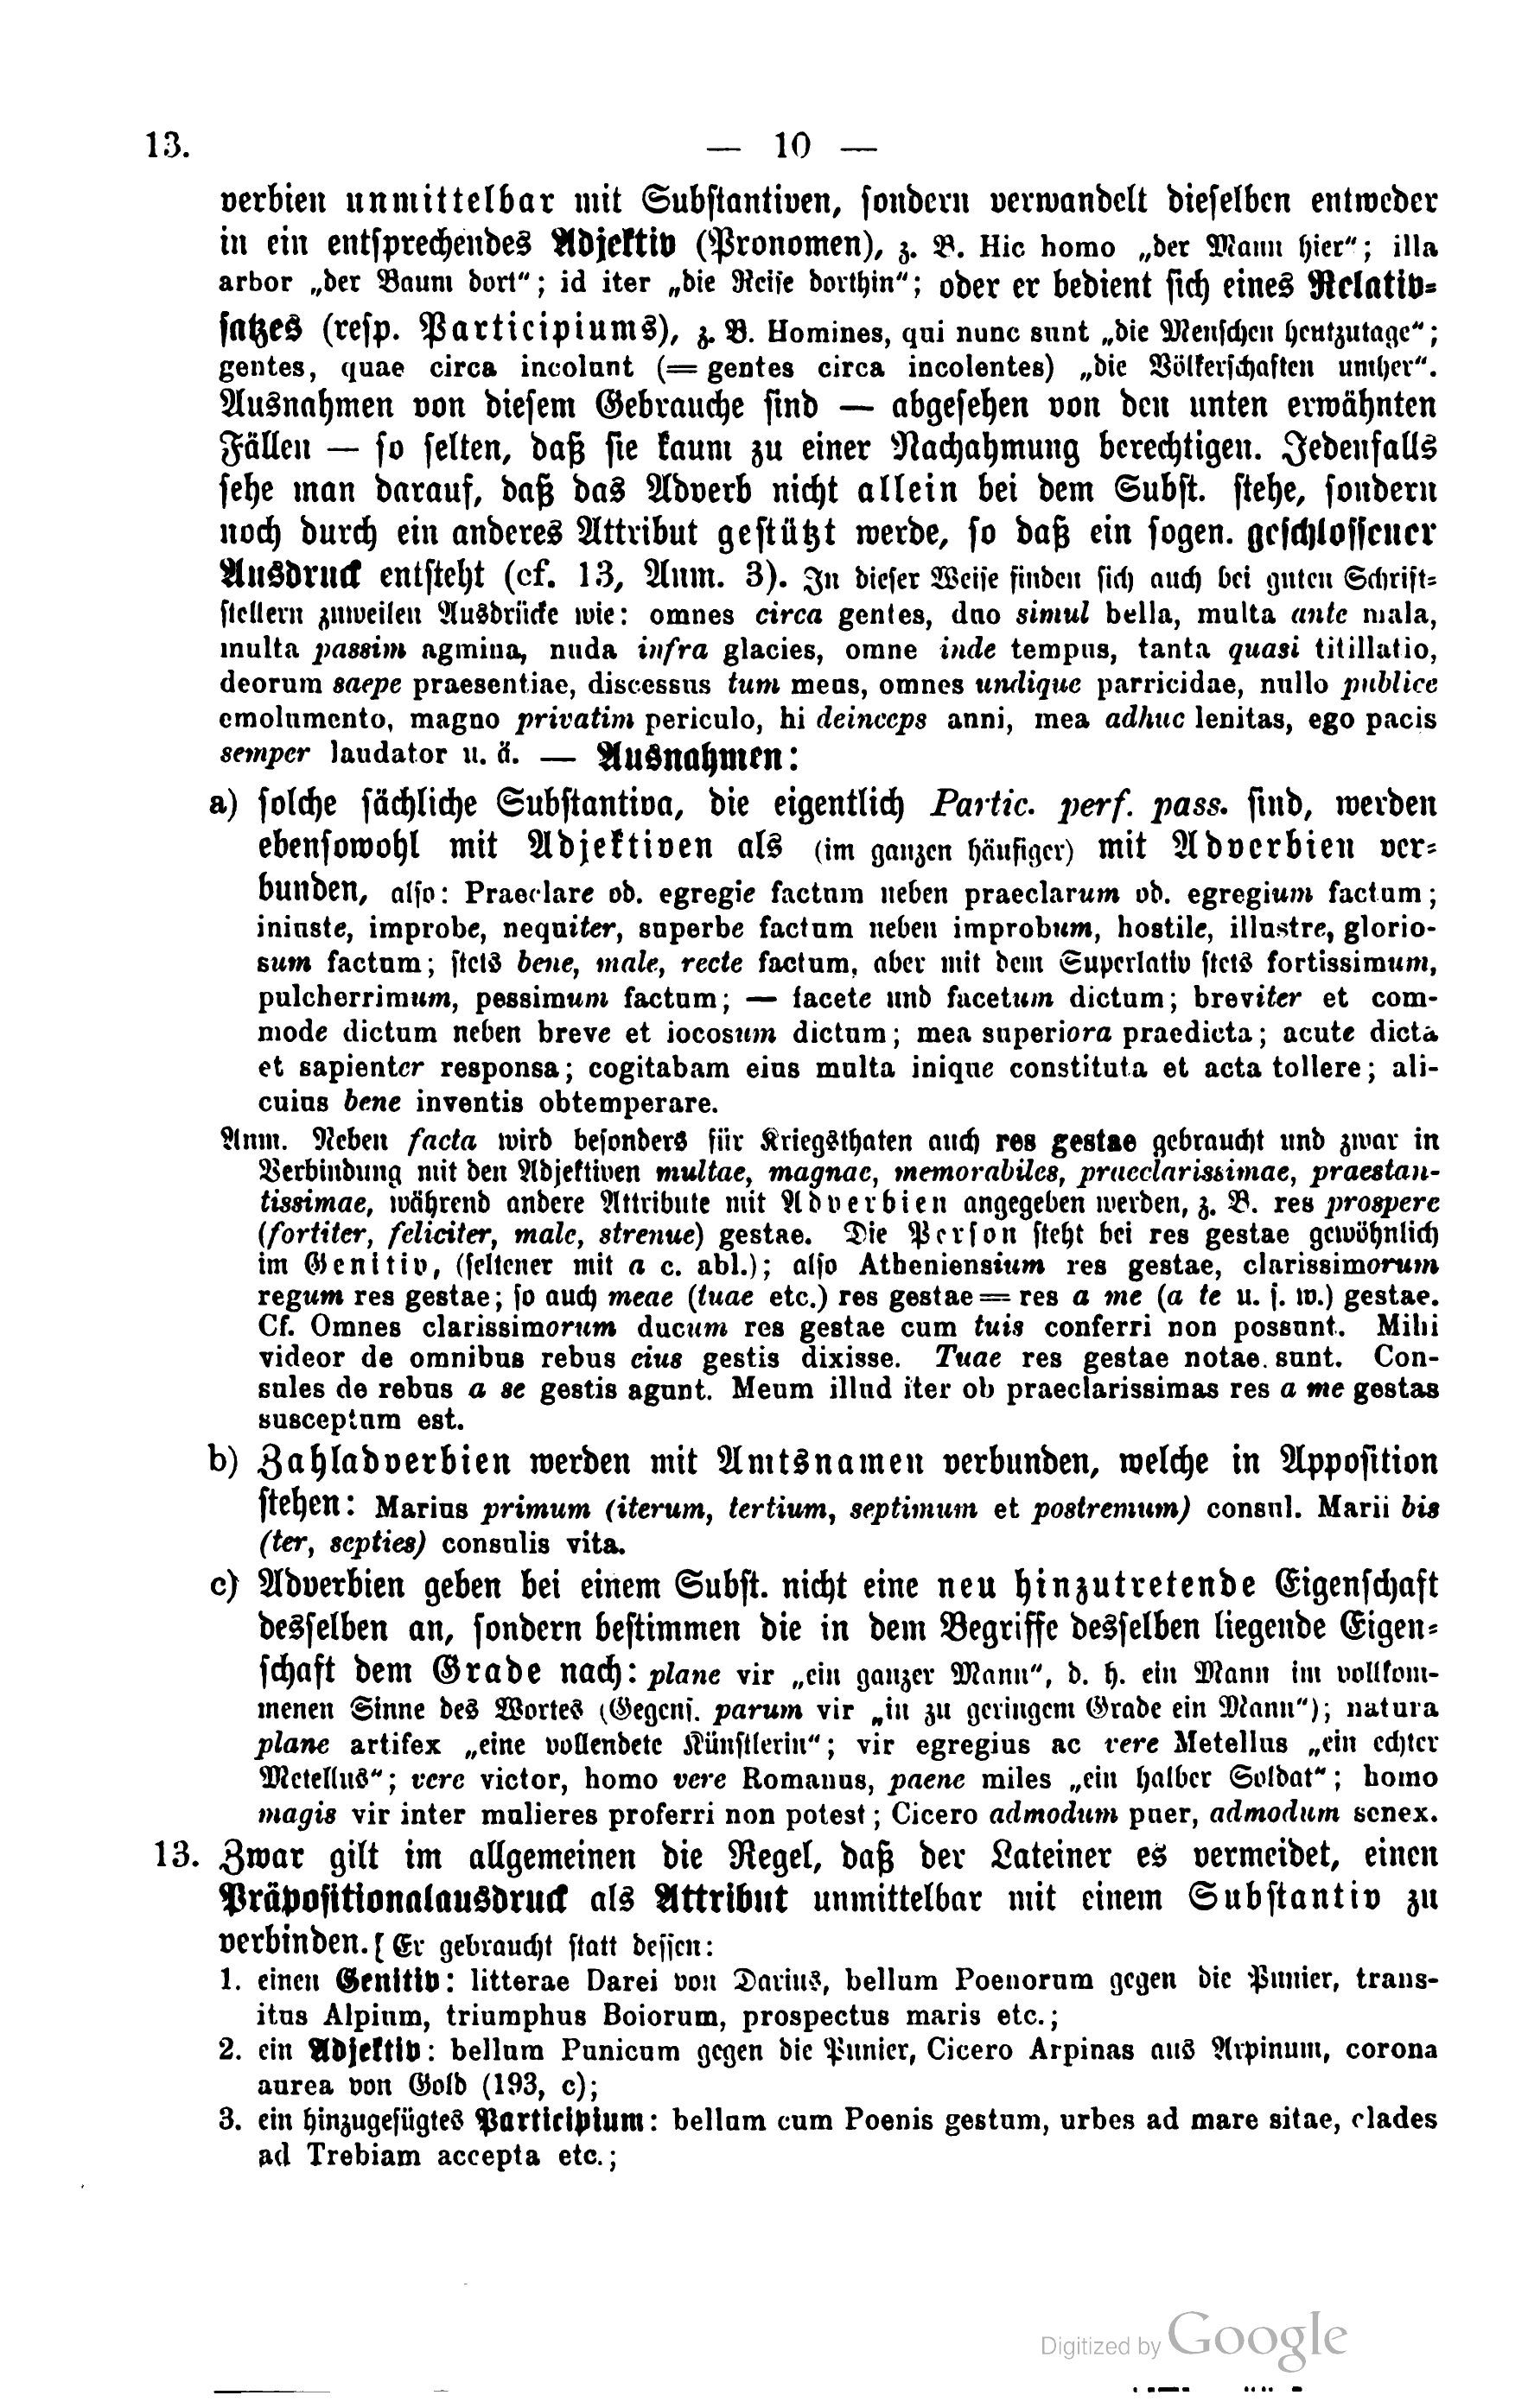 13. — 10 —
verbien unmittelbar mit Substantiven, sondern verwandelt dieselben entweder
in ein entsprechendes Adjektiv (Pronomen), z. B. Hic homo „der Mann hier“; illa
arbor „der Baum dort“; id iter „die Reise dorthin“; oder er bedient sich eines Relativ-
satzes (resp. Participiums), z. B. Homines, qui nunc sunt „die Menschen heutzutage“;
gentes, quae circa incolunt (= gentes circa incolentes) „die Völkerschaften umher“.
Ausnahmen von diesem Gebrauche sind — abgesehen von den unten erwähnten
Fällen — so selten, daß sie kaum zu einer Nachahmung berechtigen. Jedenfalls
sehe man darauf, daß das Adverb nicht allein bei dem Subst. stehe, sondern
noch durch ein anderes Attribut gestützt werde, so daß ein sogen. geschlossener
Ausdruck entsteht (cf. 13, Anm. 3). In dieser Weise finden sich auch bei guten Schrift-
stellern zuweilen Ausdrücke wie: omnes circa gentes, duo simul bella, multa ante mala,
multa passim agmina, nuda infra glacies, omne inde tempus, tanta quasi titillatio,
deorum saepe praesentiae, discessus tum meus, omnes undique parricidae, nullo publice
emolumento, magno privatim periculo, hi deinceps anni, mea adhuc lenitas, ego pacis
semper laudator u. ä. — Ausnahmen:
a) solche sächliche Substantiva, die eigentlich Partic. perf. pass. sind, werden
ebensowohl mit Adjektiven als (im ganzen häufiger) mit Adverbien ver-
bunden, also: Praeclare od. egregie factum neben praeclarum od. egregium factum;
iniuste, improbe, nequiter, superbe factum neben improbum, hostile, illustre, glorio-
sum factum; stets bene, male, recte factum, aber mit dem Superlativ stets fortissimum,
pulcherrimum, pessimum factum; — facete und facetum dictum; breviter et com-
mode dictum neben breve et iocosum dictum; mea superiora praedicta; acute dicta
et sapienter responsa; cogitabam eius multa inique constituta et acta tollere; ali-
cuius bene inventis obtemperare.
Anm. Neben facta wird besonders für Kriegsthaten auch res gestae gebraucht und zwar in
Verbindung mit den Adjektiven multae, magnae, memorabiles, praeclarissimae, praestan-
tissimae, während andere Attribute mit Adverbien angegeben werden, z. B. res prospere
(fortiter, feliciter, male, strenue) gestae. Die Person steht bei res gestae gewöhnlich
im Genitiv, (seltener mit a c. abl.); also Atheniensium res gestae, clarissimorum
regum res gestae; so auch meae (tuae etc.) res gestae = res a me (a te u. s. w.) gestae.
Cf. Omnes clarissimorum ducum res gestae cum tuis conferri non possunt. Mihi
videor de omnibus rebus eius gestis dixisse. Tuae res gestae notae sunt. Con-
sules de rebus a se gestis agunt. Meum illud iter ob praeclarissimas res a me gestas
susceptum est.
b) Zahladverbien werden mit Amtsnamen verbunden, welche in Apposition
stehen: Marius primum (iterum, tertium, septimum et postremum) consul. Marii bis
(ter, septies) consulis vita.
c) Adverbien geben bei einem Subst. nicht eine neu hinzutretende Eigenschaft
desselben an, sondern bestimmen die in dem Begriffe desselben liegende Eigen-
schaft dem Grade nach: plane vir „ein ganzer Mann“, d. h. ein Mann im vollkom-
menen Sinne des Wortes (Gegens. parum vir „in zu geringem Grade ein Mann“); natura
plane artifex „eine vollendete Künstlerin“; vir egregius ac vere Metellus „ein echter
Metellus“; vere victor, homo vere Romanus, paene miles „ein halber Soldat“; homo
magis vir inter mulieres proferri non potest; Cicero admodum puer, admodum senex.
13. Zwar gilt im allgemeinen die Regel, daß der Lateiner es vermeidet, einen
Präpositionalausdruck als Attribut unmittelbar mit einem Substantiv zu
verbinden. [Er gebraucht statt dessen:
1. einen Genitiv: litterae Darei von Darius, bellum Poenorum gegen die Punier, trans-
itus Alpium, triumphus Boiorum, prospectus maris etc.;
2. ein Adjektiv: bellum Punicum gegen die Punier, Cicero Arpinas aus Arpinum, corona
aurea von Gold (193, c);
3. ein hinzugefügtes Participium: bellum cum Poenis gestum, urbes ad mare sitae, clades
ad Trebiam accepta etc.;
Digitized by Google